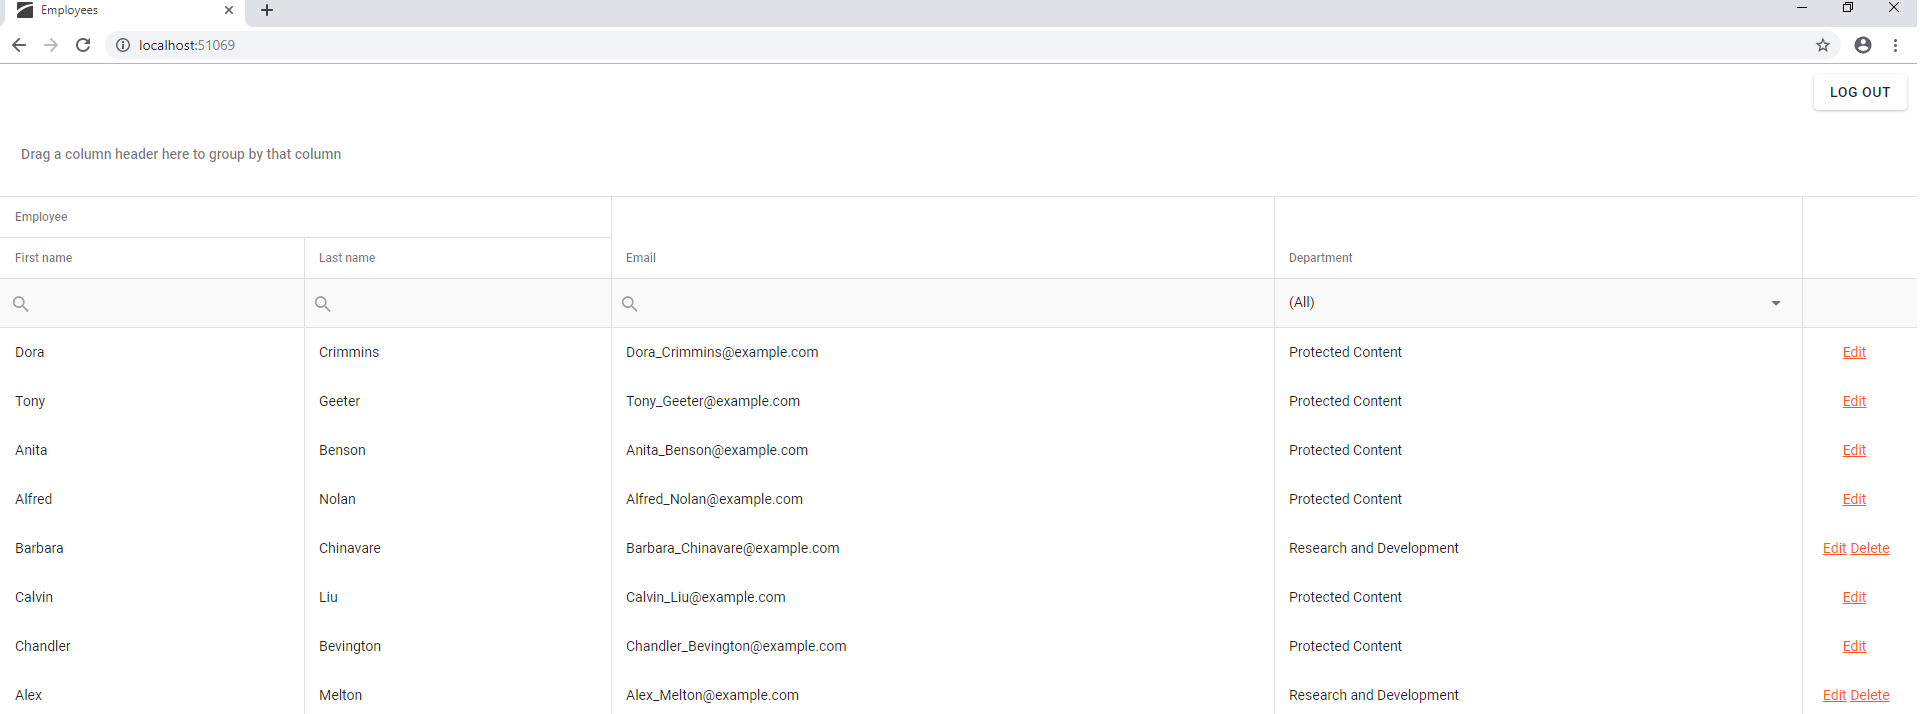 Employees
localhost:51069
LOG OUT
Drag a column header here to group by that column
Employee
First name Last name Email Department
(All)
Dora Crimmins Dora_Crimmins@example.com Protected Content Edit
Tony Geeter Tony_Geeter@example.com Protected Content Edit
Anita Benson Anita_Benson@example.com Protected Content Edit
Alfred Nolan Alfred_Nolan@example.com Protected Content Edit
Barbara Chinavare Barbara_Chinavare@example.com Research and Development Edit Delete
Calvin Liu Calvin_Liu@example.com Protected Content Edit
Chandler Bevington Chandler_Bevington@example.com Protected Content Edit
Alex Melton Alex_Melton@example.com Research and Development Edit Delete